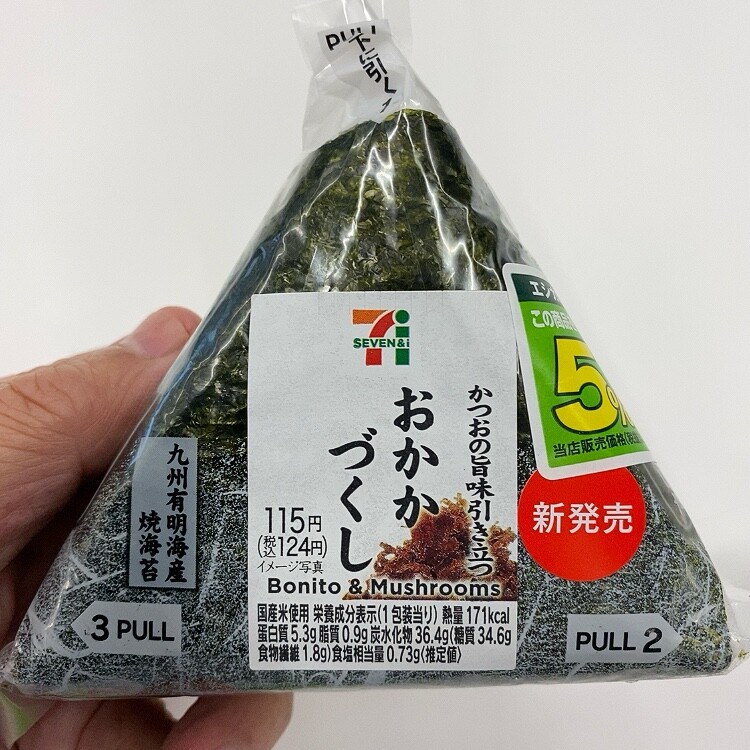 PULL
下に引く
SEVEN&i
かつおの旨味引き立つ
おかか
づくし
115円
(税込124円)
イメージ写真
Bonito & Mushrooms
国産米使用 栄養成分表示(1包装当り) 熱量171kcal
蛋白質5.3g 脂質0.9g 炭水化物36.4g(糖質34.6g
食物繊維1.8g) 食塩相当量0.73g〈推定値〉
エシカ
この商品
5%
当店販売価格
新発売
九州有明海産
焼海苔
3 PULL
PULL 2